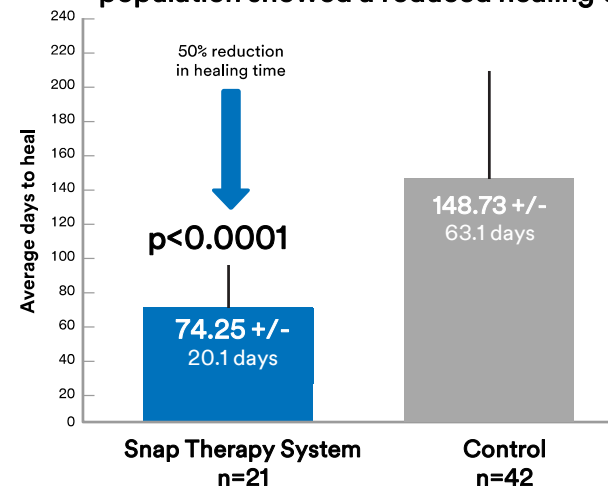 population showed a reduced healing
240
220
200
180
160
140
120
100
80
60
40
20
0
Average days to heal
50% reduction
in healing time
p<0.0001
74.25 +/-
20.1 days
148.73 +/-
63.1 days
Snap Therapy System
n=21
Control
n=42